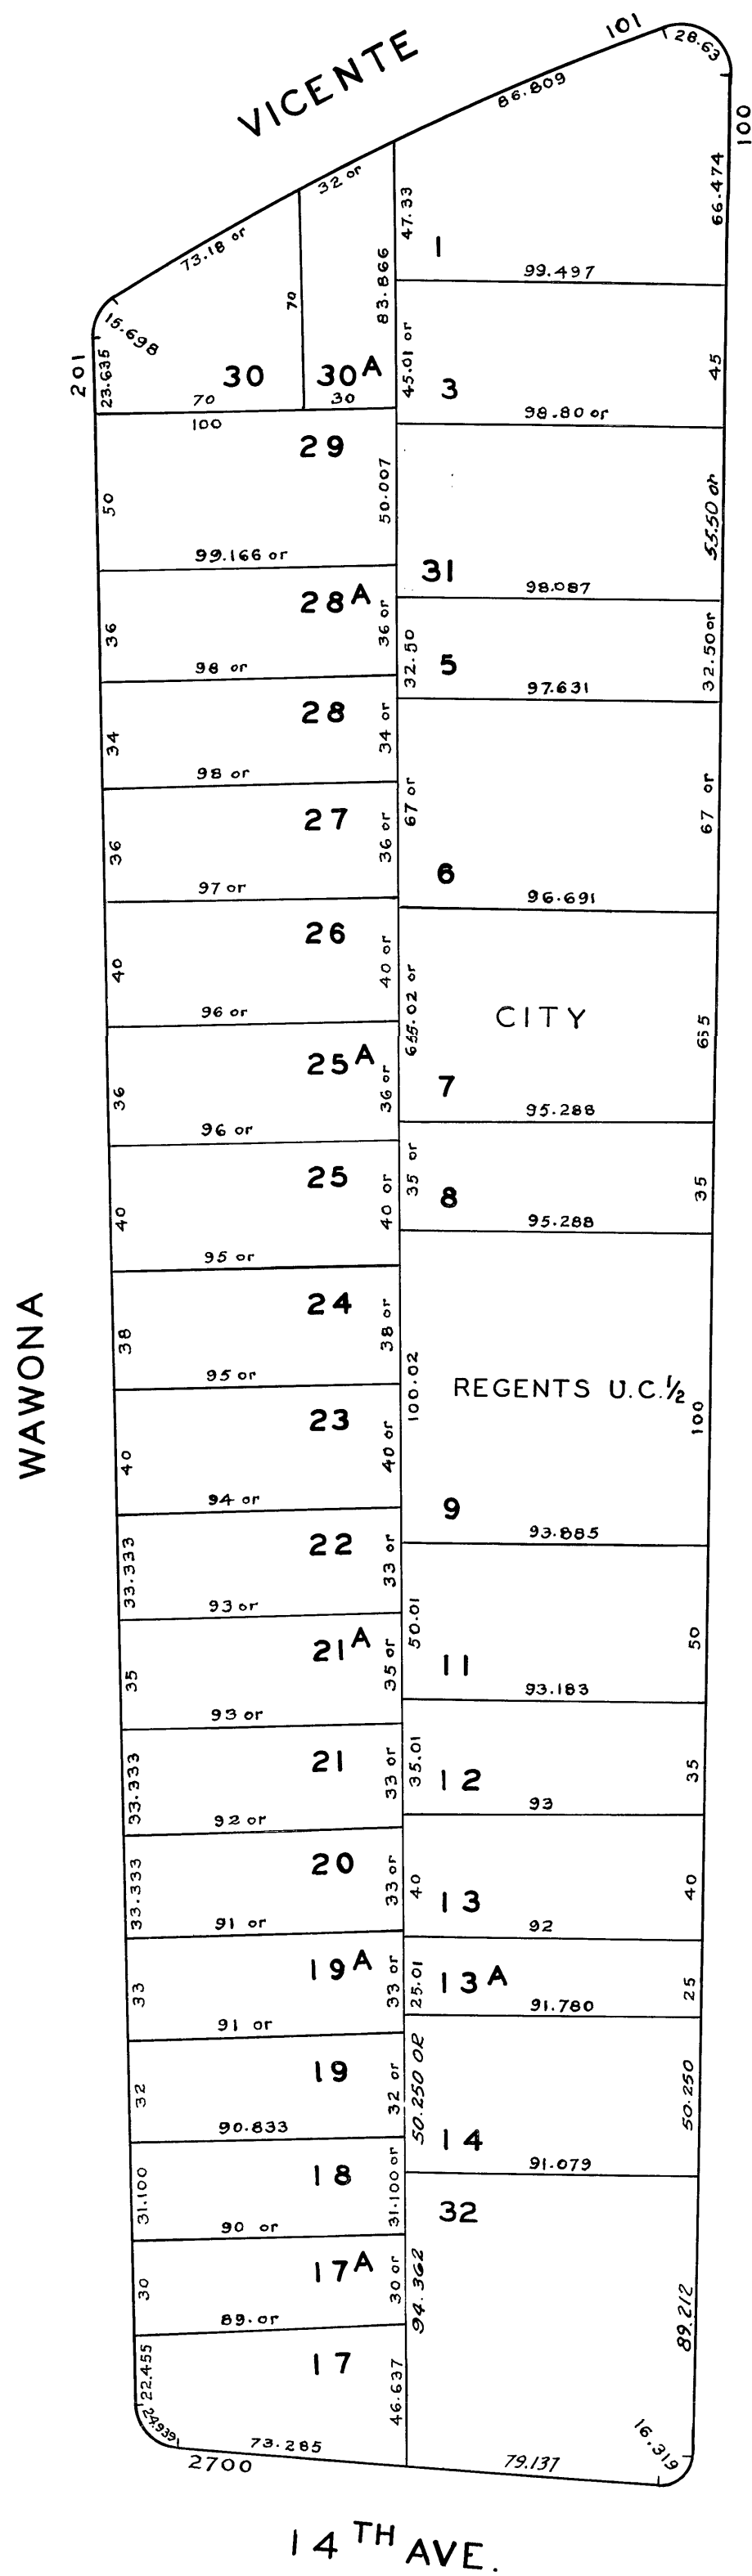 VICENTE
101
28.63
86.809
100
32 or
66.474
47.33
1
73.18 or
99.497
83.866
70
15.698
201
23.635
30
30A
45.01 or
3
45
70
30
98.80 or
100
29
50
50.007
55.50 or
99.166 or
31
98.087
28A
36
36 or
32.50
5
32.50 or
98 or
97.631
28
34
34 or
98 or
67 or
67 or
27
36
36 or
6
97 or
96.691
26
40
40 or
65.02 or
CITY
65
96 or
25A
36
36 or
7
95.288
96 or
25
40
40 or
35 or
8
35
95.288
95 or
24
38
38 or
WAWONA
95 or
100.02
REGENTS U.C. ½
100
23
40
40 or
94 or
9
93.885
22
33.333
33 or
93 or
50.01
50
21A
35
35 or
11
93.183
93 or
21
33.333
33 or
35.01
12
35
93
92 or
20
33.333
33 or
40
13
40
91 or
92
19A
33
33 or
25.01
13A
25
91.780
91 or
19
32
32 or
50.250 OR
50.250
90.833
14
91.079
18
31.100
31.100 or
32
90 or
17A
30
30 or
94.362
89.212
89. or
17
22.455
46.637
24.939
73.285
16.319
2700
79.137
14TH AVE.